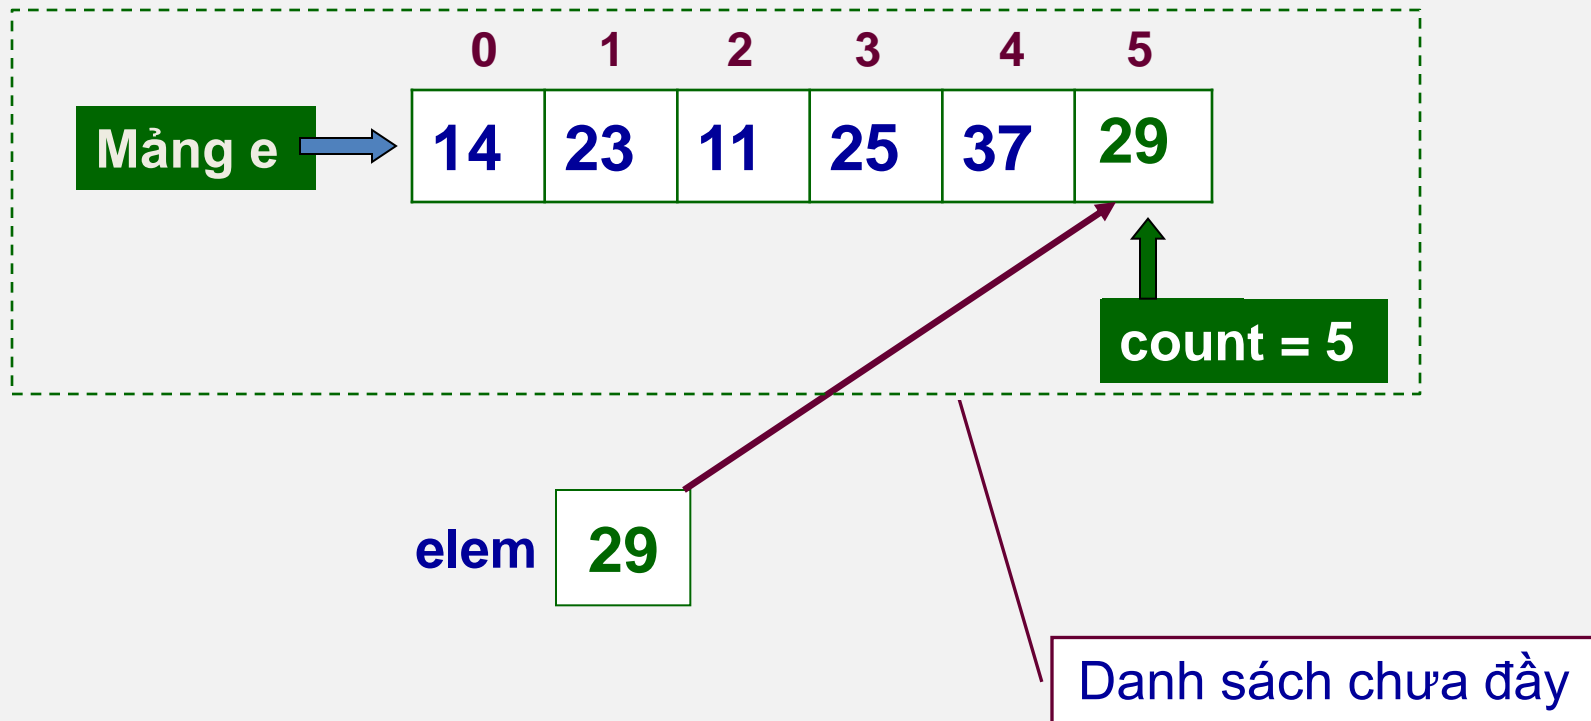 0 1 2 3 4 5
Mảng e 14 23 11 25 37 29
count = 5
elem 29
Danh sách chưa đầy